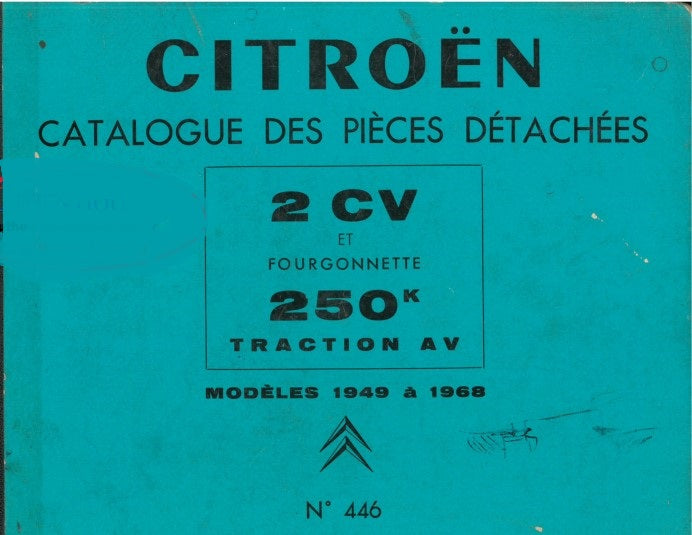 CITROËN
CATALOGUE DES PIÈCES DÉTACHÉES
2 CV
ET
FOURGONNETTE
250K
TRACTION AV
MODÈLES 1949 à 1968
N° 446